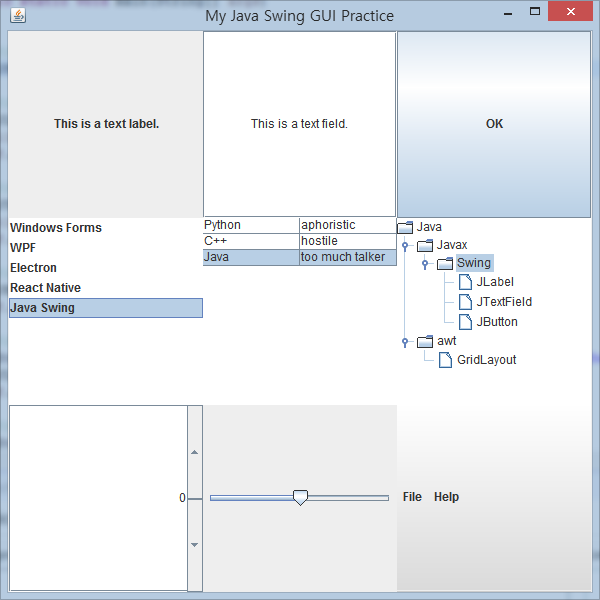 My Java Swing GUI Practice
This is a text label.
This is a text field.
OK
Windows Forms
WPF
Electron
React Native
Java Swing
Python aphoristic
C++ hostile
Java too much talker
Java
Javax
Swing
JLabel
JTextField
JButton
awt
GridLayout
0
File Help